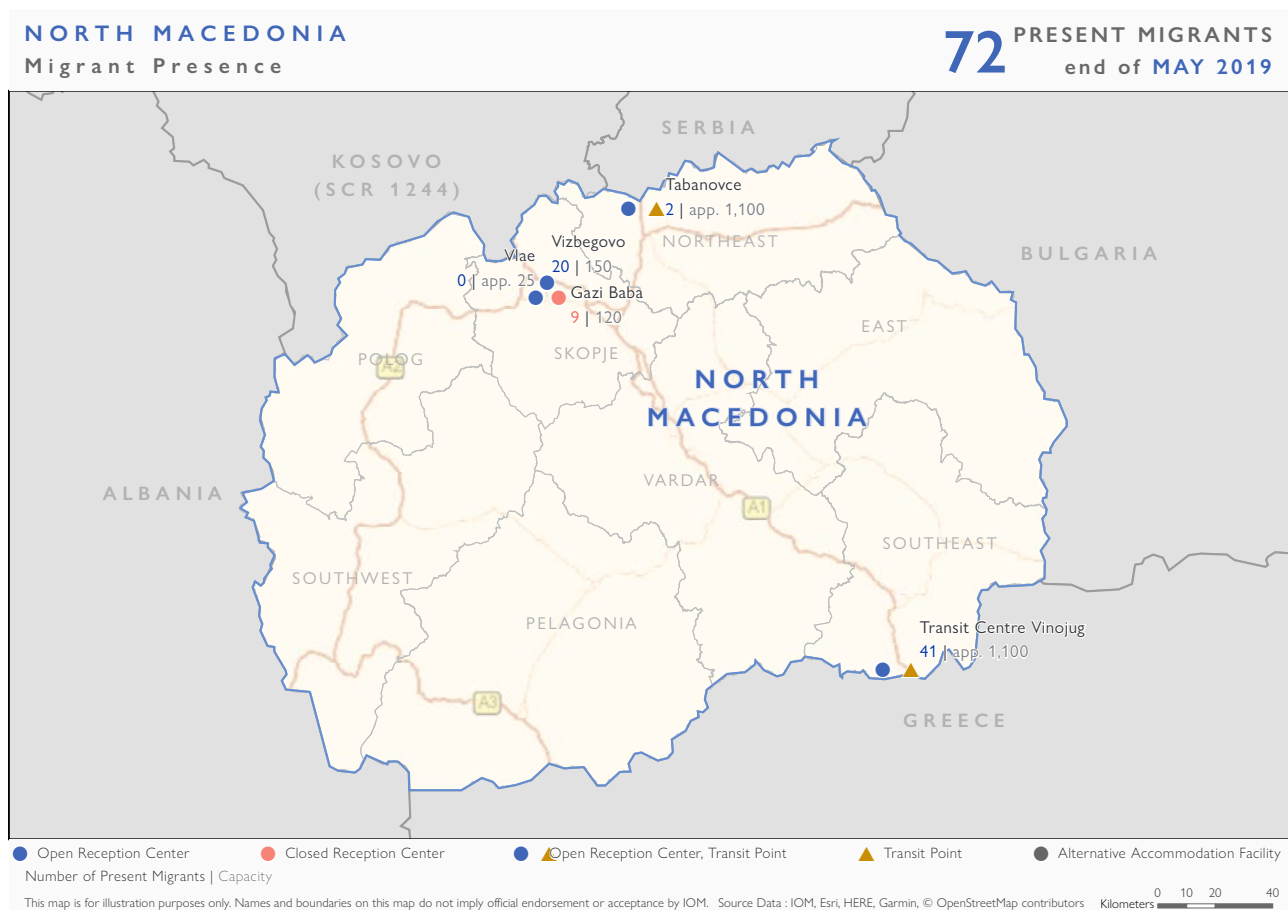 NORTH MACEDONIA
Migrant Presence
72 PRESENT MIGRANTS
end of MAY 2019
SERBIA
KOSOVO
(SCR 1244)
Tabanovce
2 | app. 1,100
NORTHEAST
BULGARIA
Vizbegovo
20 | 150
Vlae
0 | app. 25
Gazi Baba
9 | 120
EAST
SKOPJE
POLOG
A2
NORTH
MACEDONIA
ALBANIA
VARDAR
A1
SOUTHEAST
SOUTHWEST
PELAGONIA
Transit Centre Vinojug
41 | app. 1,100
A3
GREECE
Open Reception Center
Closed Reception Center
Open Reception Center, Transit Point
Transit Point
Alternative Accommodation Facility
Number of Present Migrants | Capacity
This map is for illustration purposes only. Names and boundaries on this map do not imply official endorsement or acceptance by IOM. Source Data : IOM, Esri, HERE, Garmin, © OpenStreetMap contributors
Kilometers 0 10 20 40